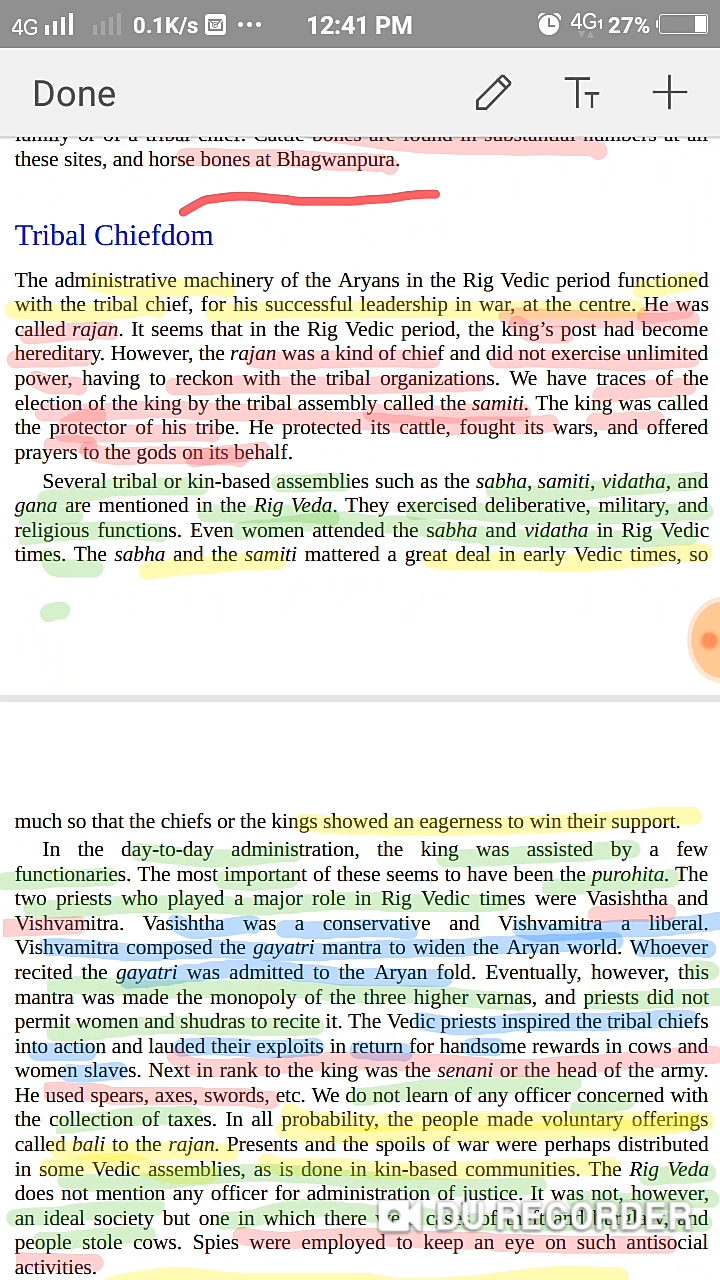 4G 0.1K/s ... 12:41 PM 4G1 27%
Done TT +
family or of a tribal chief. Cattle bones are found in substantial numbers at all
these sites, and horse bones at Bhagwanpura.
Tribal Chiefdom
The administrative machinery of the Aryans in the Rig Vedic period functioned
with the tribal chief, for his successful leadership in war, at the centre. He was
called rajan. It seems that in the Rig Vedic period, the king's post had become
hereditary. However, the rajan was a kind of chief and did not exercise unlimited
power, having to reckon with the tribal organizations. We have traces of the
election of the king by the tribal assembly called the samiti. The king was called
the protector of his tribe. He protected its cattle, fought its wars, and offered
prayers to the gods on its behalf.
Several tribal or kin-based assemblies such as the sabha, samiti, vidatha, and
gana are mentioned in the Rig Veda. They exercised deliberative, military, and
religious functions. Even women attended the sabha and vidatha in Rig Vedic
times. The sabha and the samiti mattered a great deal in early Vedic times, so
much so that the chiefs or the kings showed an eagerness to win their support.
In the day-to-day administration, the king was assisted by a few
functionaries. The most important of these seems to have been the purohita. The
two priests who played a major role in Rig Vedic times were Vasishtha and
Vishvamitra. Vasishtha was a conservative and Vishvamitra a liberal.
Vishvamitra composed the gayatri mantra to widen the Aryan world. Whoever
recited the gayatri was admitted to the Aryan fold. Eventually, however, this
mantra was made the monopoly of the three higher varnas, and priests did not
permit women and shudras to recite it. The Vedic priests inspired the tribal chiefs
into action and lauded their exploits in return for handsome rewards in cows and
women slaves. Next in rank to the king was the senani or the head of the army.
He used spears, axes, swords, etc. We do not learn of any officer concerned with
the collection of taxes. In all probability, the people made voluntary offerings
called bali to the rajan. Presents and the spoils of war were perhaps distributed
in some Vedic assemblies, as is done in kin-based communities. The Rig Veda
does not mention any officer for administration of justice. It was not, however,
an ideal society but one in which there cases of theft and burglary, and
people stole cows. Spies were employed to keep an eye on such antisocial
activities.
DU RECORDER